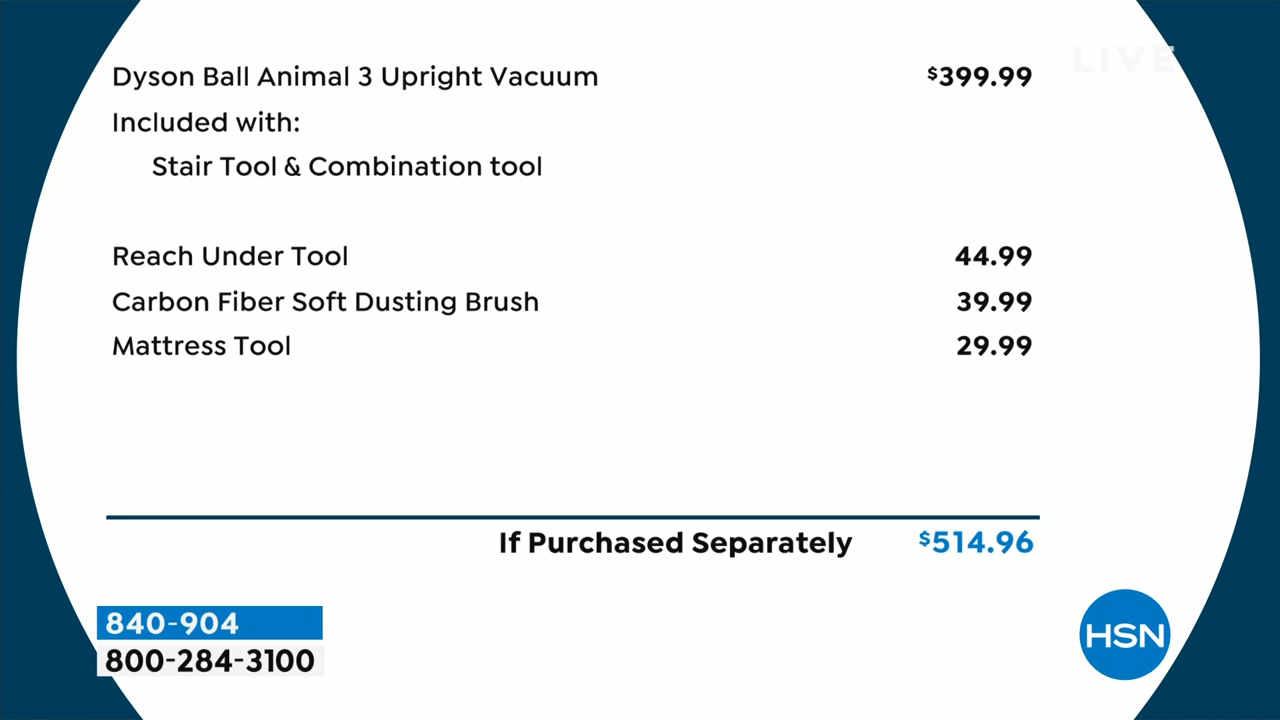 LIVE
Dyson Ball Animal 3 Upright Vacuum $399.99
Included with:
Stair Tool & Combination tool
Reach Under Tool 44.99
Carbon Fiber Soft Dusting Brush 39.99
Mattress Tool 29.99
If Purchased Separately $514.96
840-904
800-284-3100
HSN